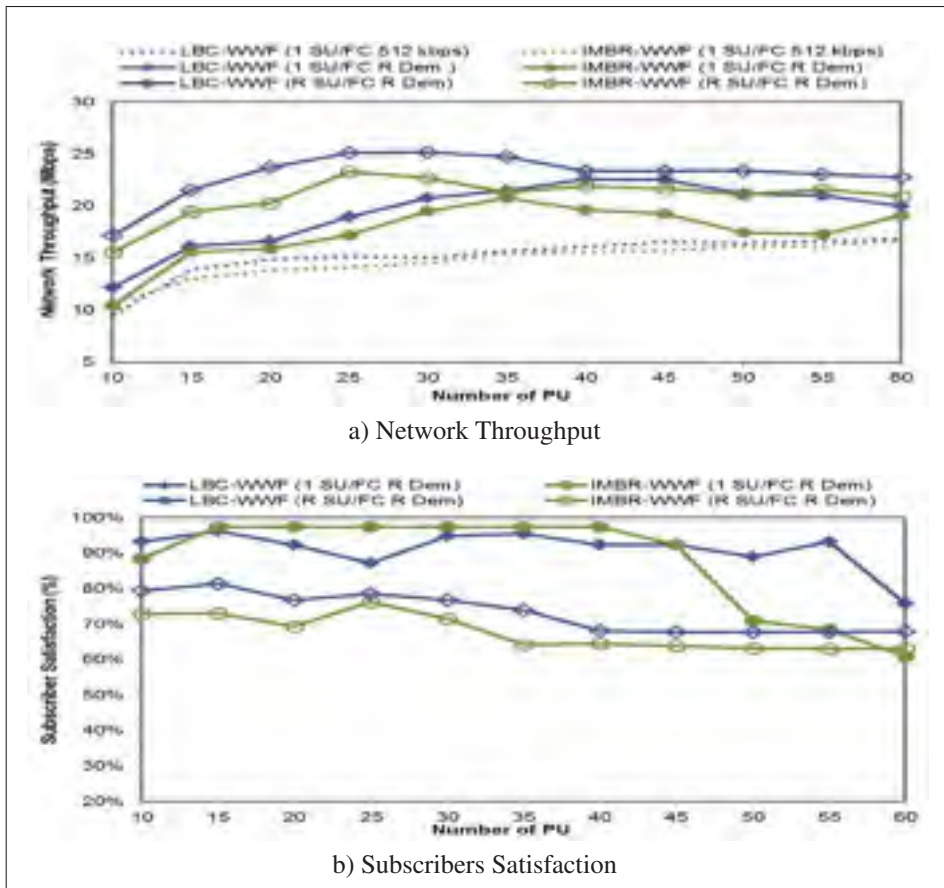 LBC-WWF (1 SU/FC 512 kbps) IMBR-WWF (1 SU/FC 512 kbps)
LBC-WWF (1 SU/FC R Dem ) IMBR-WWF (1 SU/FC R Dem)
LBC-WWF (R SU/FC R Dem) IMBR-WWF (R SU/FC R Dem)
Network Throughput (Mbps)
30
25
20
15
10
5
10 15 20 25 30 35 40 45 50 55 60
Number of PU
a) Network Throughput
LBC-WWF (1 SU/FC R Dem) IMBR-WWF (1 SU/FC R Dem)
LBC-WWF (R SU/FC R Dem) IMBR-WWF (R SU/FC R Dem)
Subscriber Satisfaction (%)
100%
90%
80%
70%
60%
50%
40%
30%
20%
10 15 20 25 30 35 40 45 50 55 60
Number of PU
b) Subscribers Satisfaction